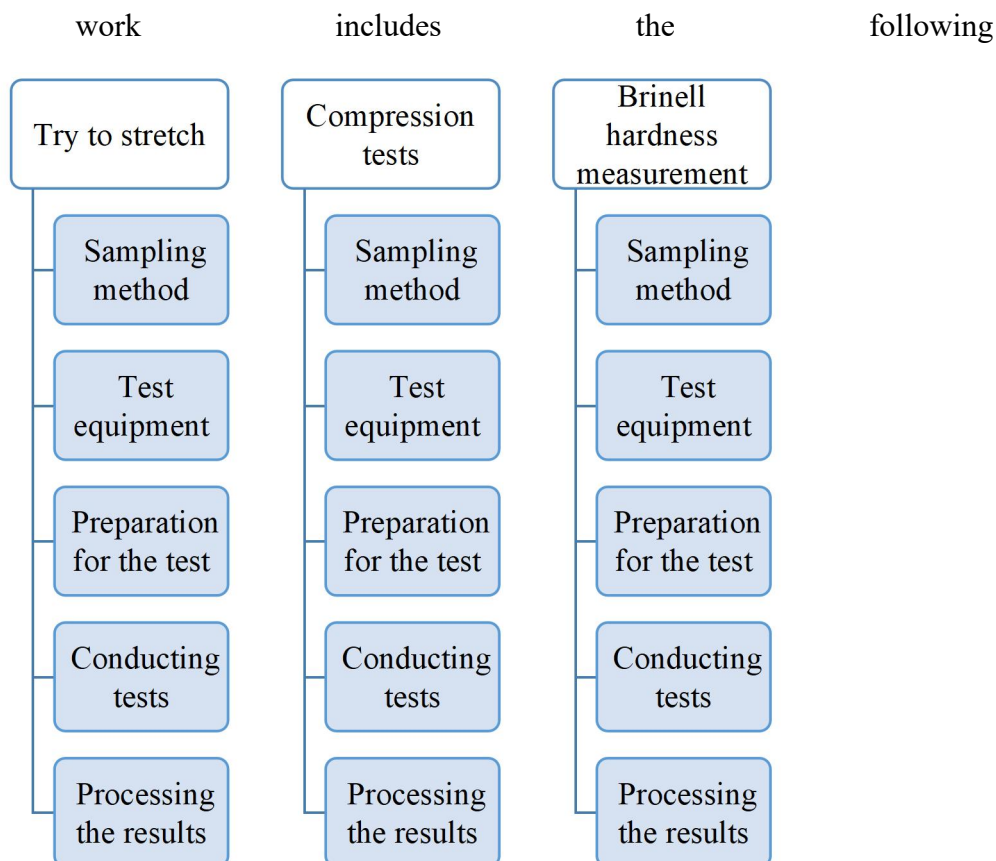 work includes the following
Try to stretch
Sampling
method
Test
equipment
Preparation
for the test
Conducting
tests
Processing
the results
Compression
tests
Sampling
method
Test
equipment
Preparation
for the test
Conducting
tests
Processing
the results
Brinell
hardness
measurement
Sampling
method
Test
equipment
Preparation
for the test
Conducting
tests
Processing
the results